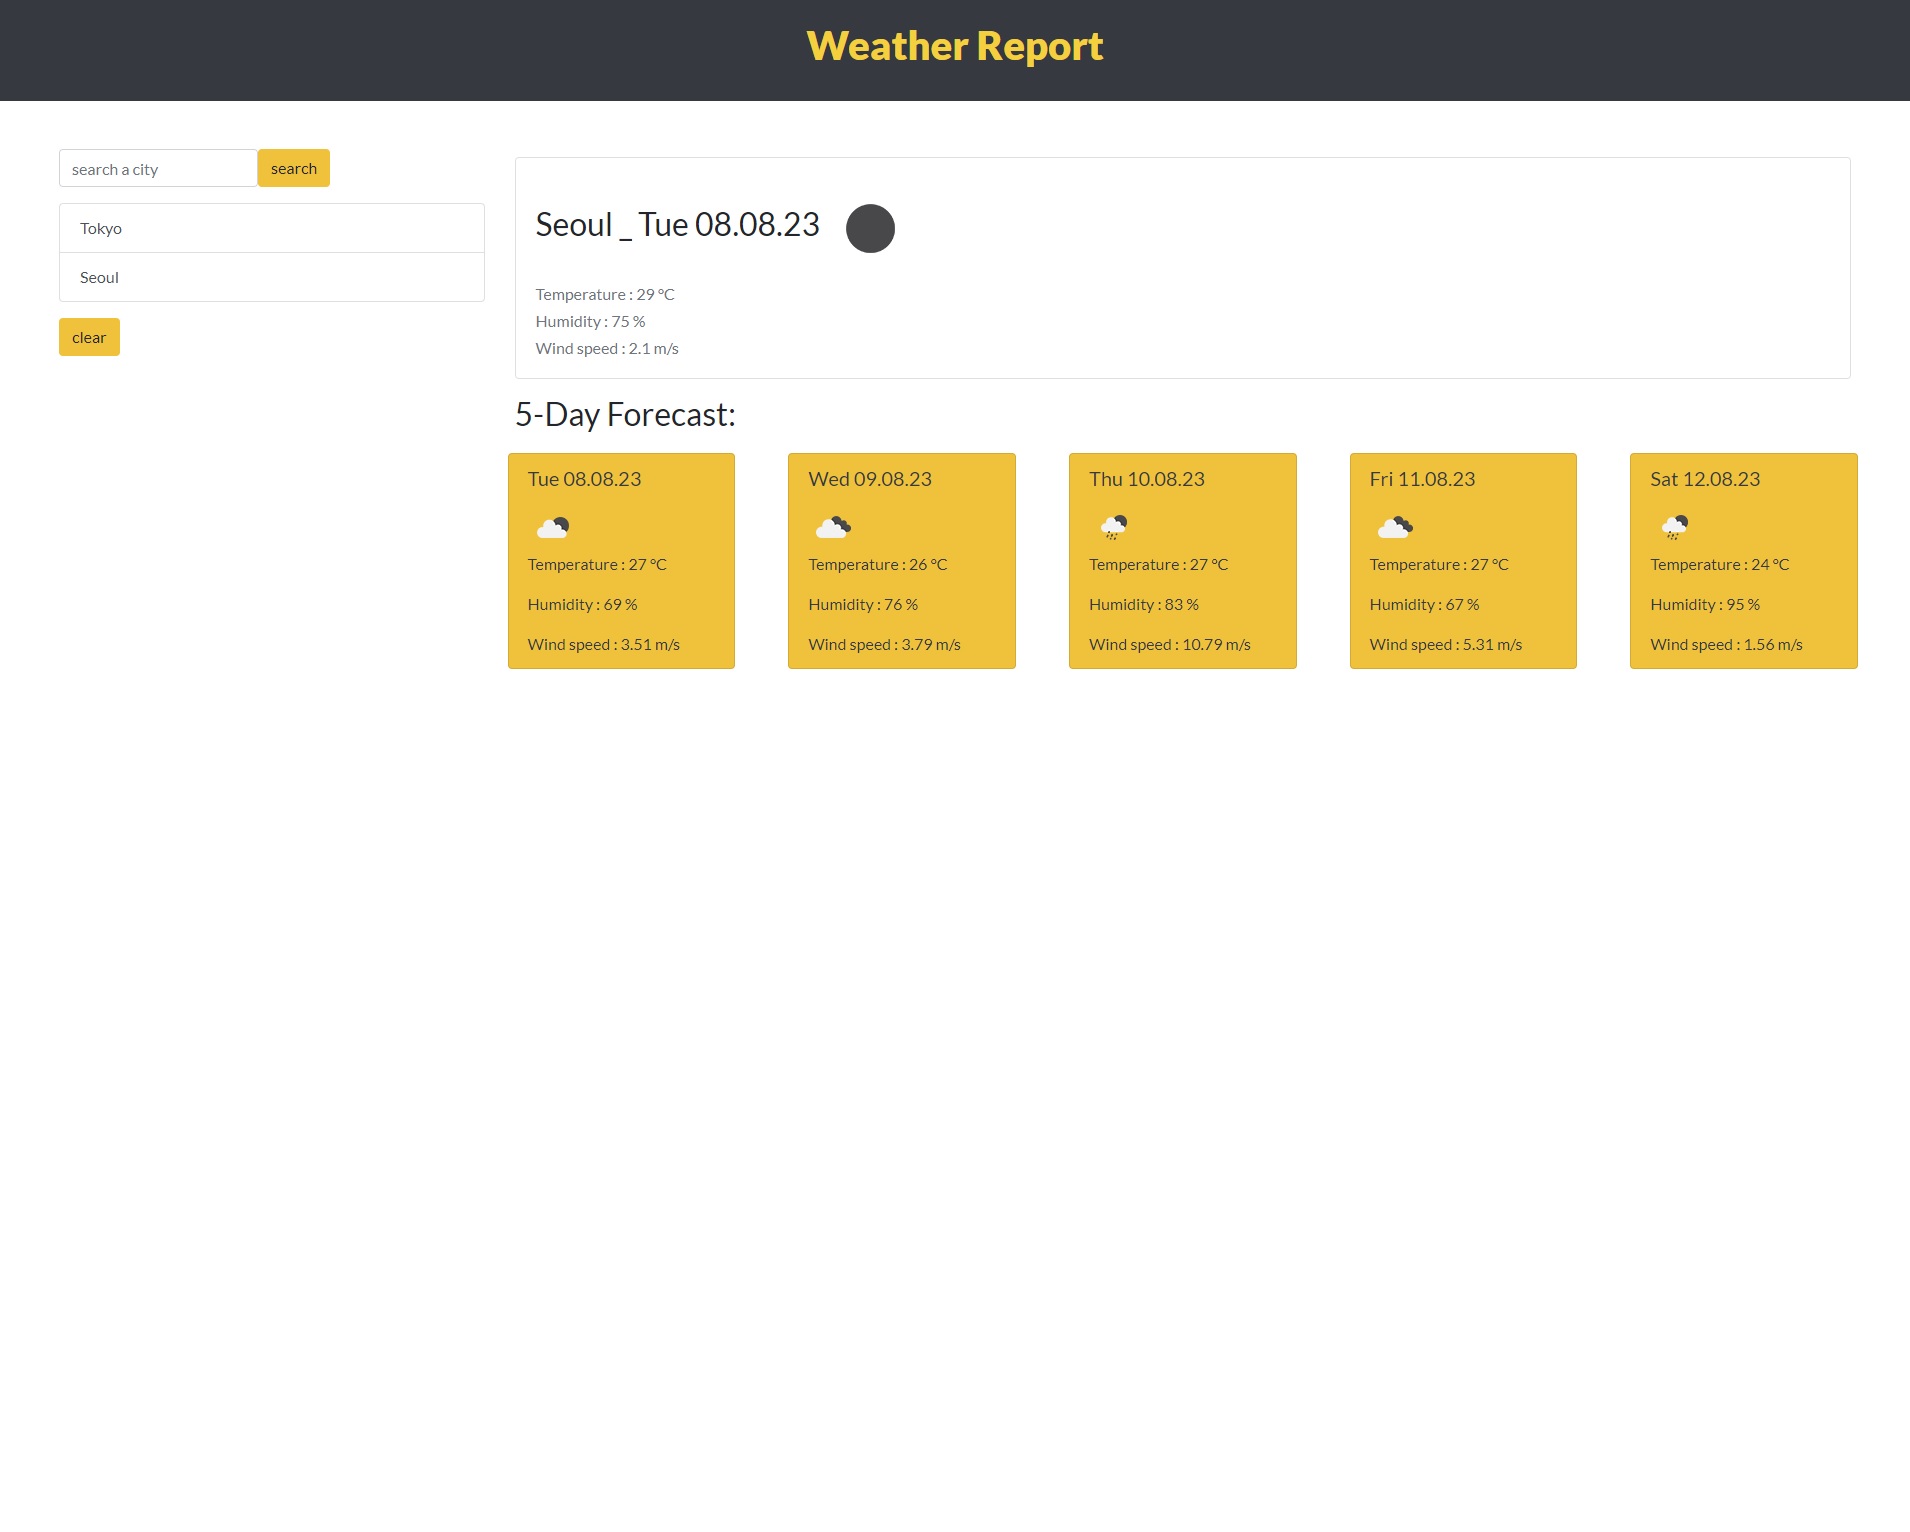 Weather Report
search a city
search
Tokyo
Seoul
clear
Seoul _ Tue 08.08.23
Temperature : 29 °C
Humidity : 75 %
Wind speed : 2.1 m/s
5-Day Forecast:
Tue 08.08.23
Temperature : 27 °C
Humidity : 69 %
Wind speed : 3.51 m/s
Wed 09.08.23
Temperature : 26 °C
Humidity : 76 %
Wind speed : 3.79 m/s
Thu 10.08.23
Temperature : 27 °C
Humidity : 83 %
Wind speed : 10.79 m/s
Fri 11.08.23
Temperature : 27 °C
Humidity : 67 %
Wind speed : 5.31 m/s
Sat 12.08.23
Temperature : 24 °C
Humidity : 95 %
Wind speed : 1.56 m/s